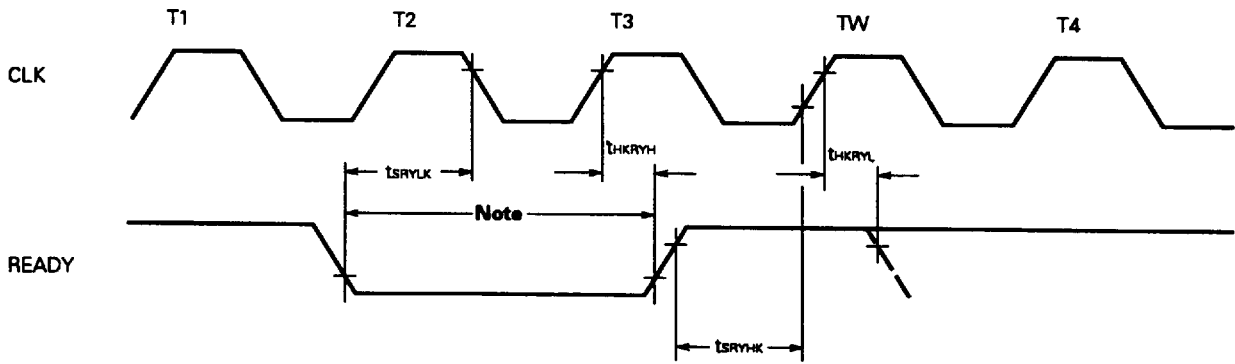 T1 T2 T3 TW T4
CLK
tHKRYH tHKRYL
tSRYLK
Note
READY
tSRYHK